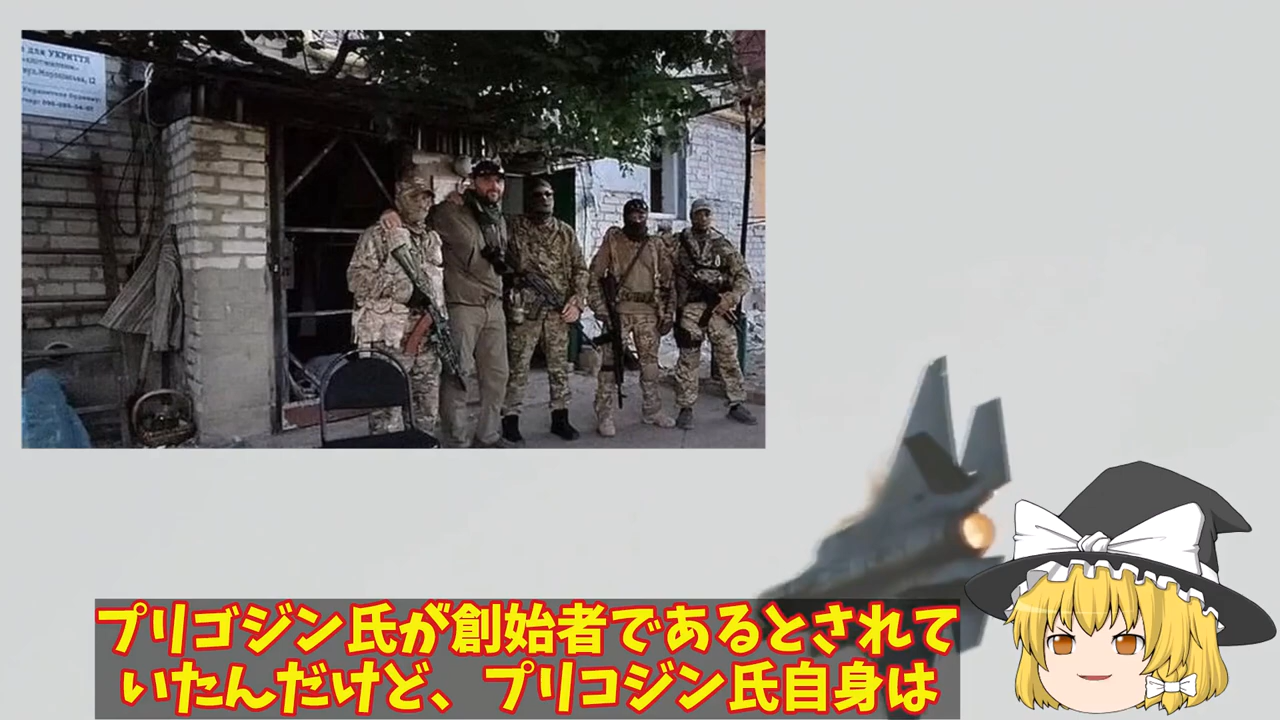 для УКРИТТЯ
プリゴジン氏が創始者であるとされて
いたんだけど、プリコジン氏自身は